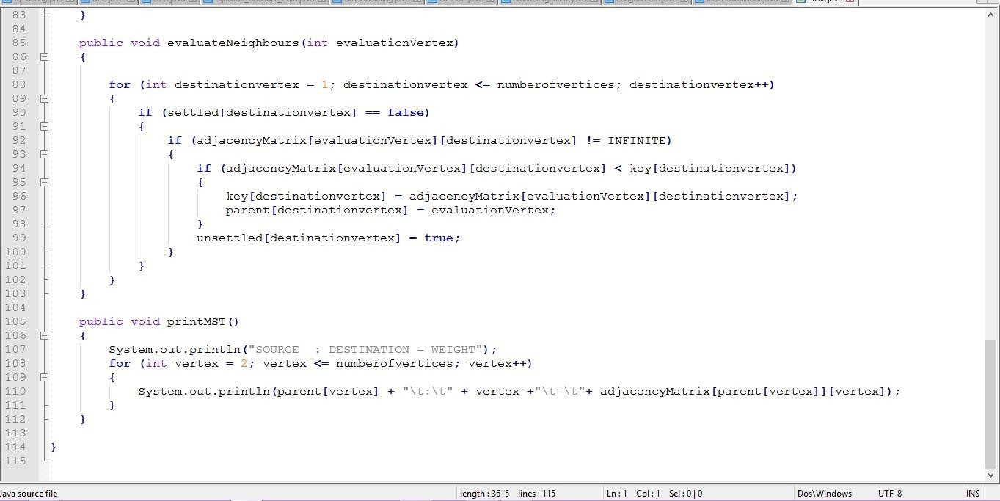 83 }
84
85 public void evaluateNeighbours(int evaluationVertex)
86 {
87
88 for (int destinationvertex = 1; destinationvertex <= numberofvertices; destinationvertex++)
89 {
90 if (settled[destinationvertex] == false)
91 {
92 if (adjacencyMatrix[evaluationVertex][destinationvertex] != INFINITE)
93 {
94 if (adjacencyMatrix[evaluationVertex][destinationvertex] < key[destinationvertex])
95 {
96 key[destinationvertex] = adjacencyMatrix[evaluationVertex][destinationvertex];
97 parent[destinationvertex] = evaluationVertex;
98 }
99 unsettled[destinationvertex] = true;
100 }
101 }
102 }
103 }
104
105 public void printMST()
106 {
107 System.out.println("SOURCE  : DESTINATION = WEIGHT");
108 for (int vertex = 2; vertex <= numberofvertices; vertex++)
109 {
110 System.out.println(parent[vertex] + "\t:\t" + vertex +"\t=\t"+ adjacencyMatrix[parent[vertex]][vertex]);
111 }
112 }
113
114 }
115
Java source file length : 3615 lines : 115 Ln : 1 Col : 1 Sel : 0 | 0 Dos\Windows UTF-8 INS